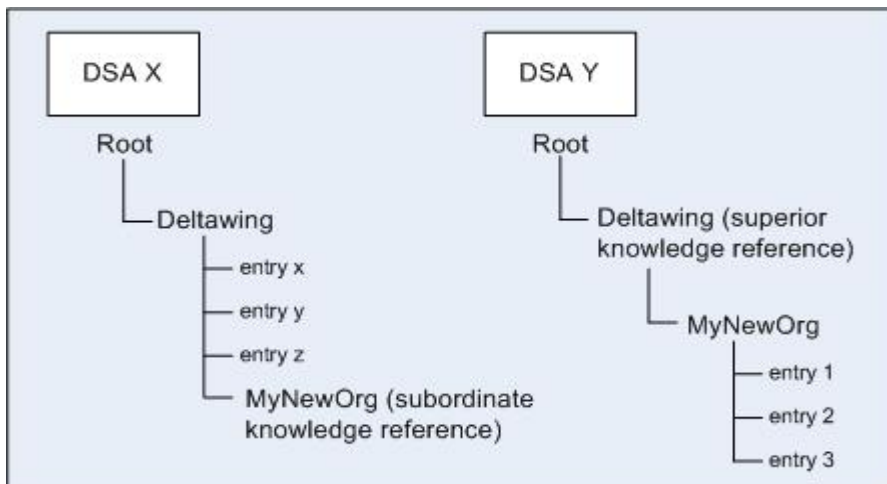 DSA X
Root
Deltawing
entry x
entry y
entry z
MyNewOrg (subordinate
knowledge reference)
DSA Y
Root
Deltawing (superior
knowledge reference)
MyNewOrg
entry 1
entry 2
entry 3